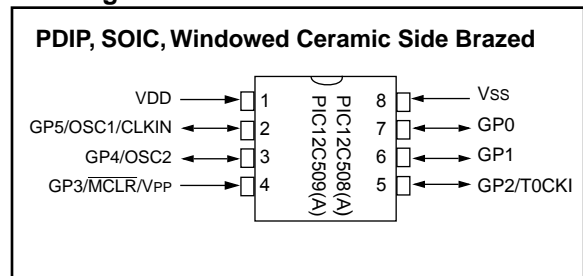 PDIP, SOIC, Windowed Ceramic Side Brazed
VDD 1 8 VSS
GP5/OSC1/CLKIN 2 7 GP0
GP4/OSC2 3 6 GP1
GP3/MCLR/VPP 4 5 GP2/T0CKI
PIC12C508(A)
PIC12C509(A)